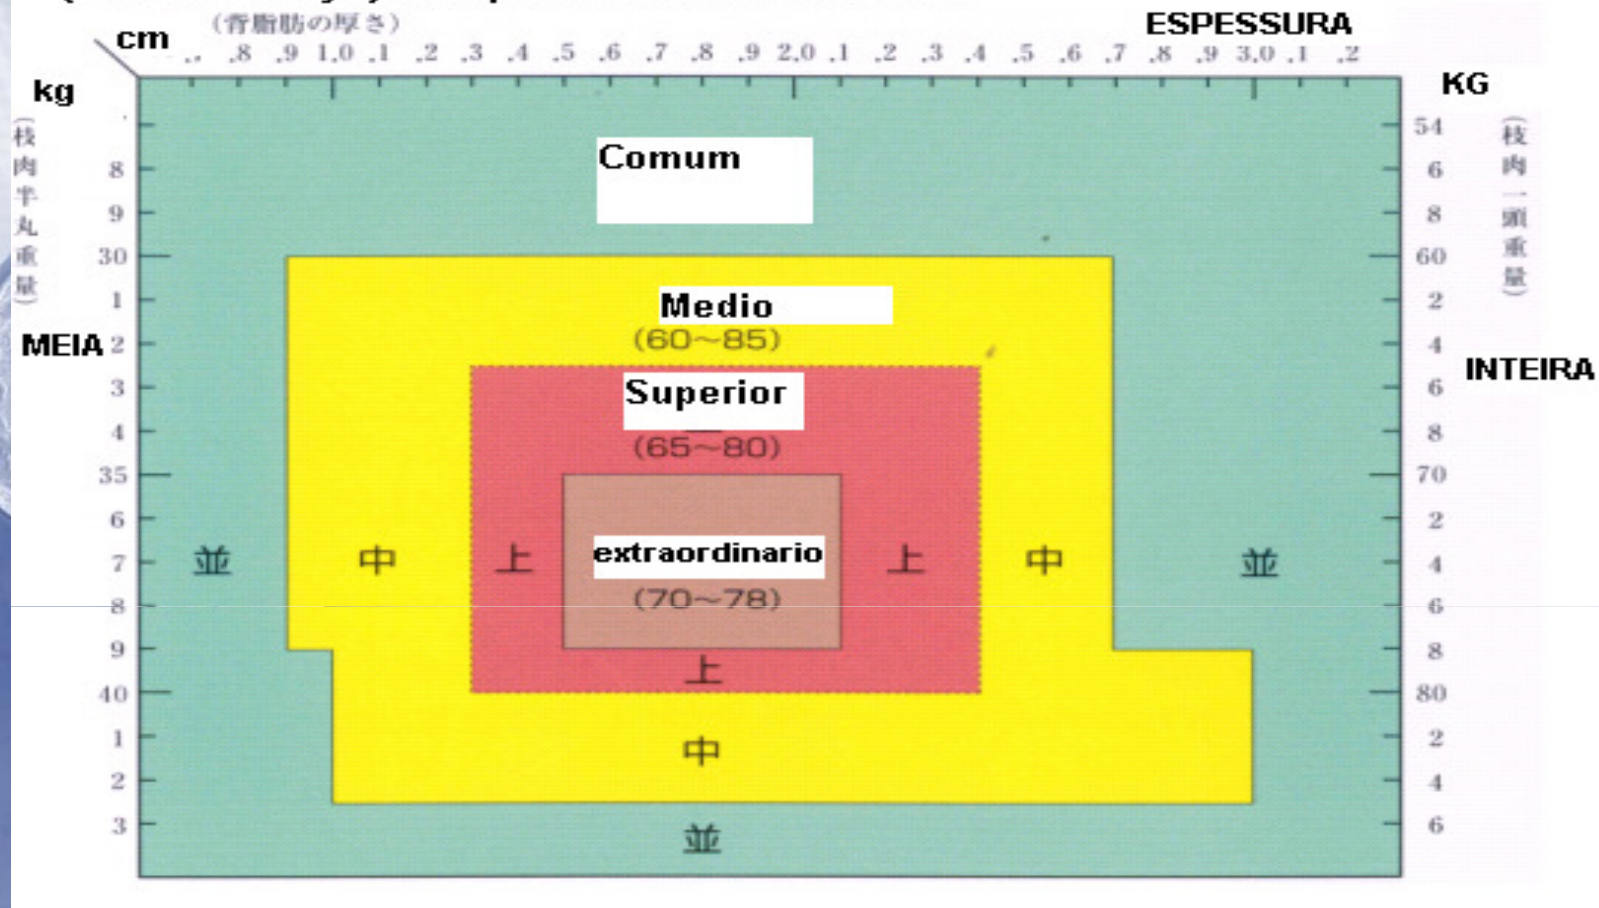 (背脂肪の厚さ)
ESPESSURA
cm
.8 .9 1.0 .1 .2 .3 .4 .5 .6 .7 .8 .9 2.0 .1 .2 .3 .4 .5 .6 .7 .8 .9 3.0 .1 .2
kg
KG
(枝肉半丸重量)
(枝肉一頭重量)
54
8 6
9 8
30 60
1 2
MEIA 2 4
INTEIRA
3 6
4 8
35 70
6 2
7 4
8 6
9 8
40 80
1 2
2 4
3 6
Comum
Medio
(60~85)
Superior
(65~80)
extraordinario
(70~78)
並 中 上 上 中 並
上
中
並